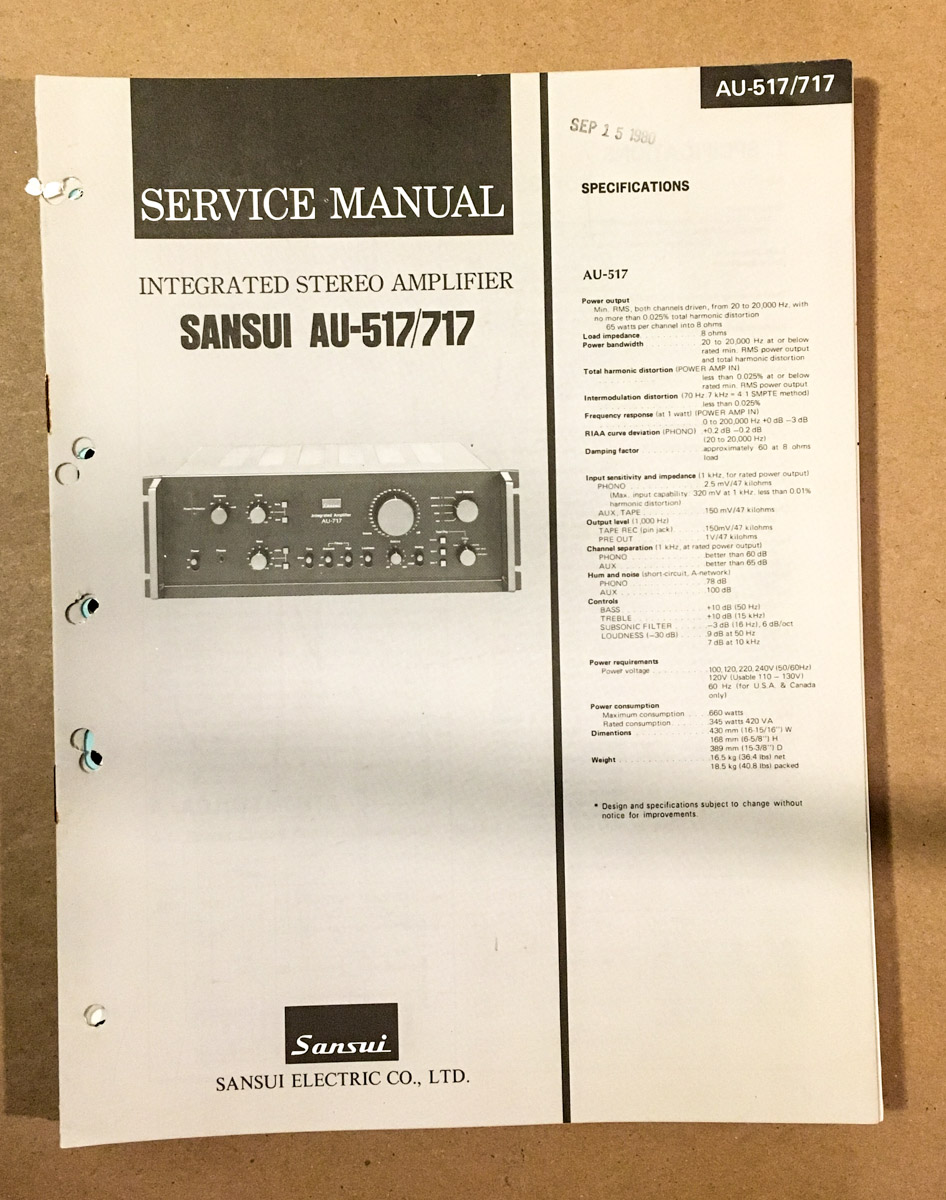 SERVICE MANUAL
INTEGRATED STEREO AMPLIFIER
SANSUI AU-517/717
Integrated Amplifier
AU-717
Sansui
SANSUI ELECTRIC CO., LTD.
AU-517/717
SEP 15 1980
SPECIFICATIONS
AU-517
Power output
Min. RMS, both channels driven, from 20 to 20,000 Hz, with
no more than 0.025% total harmonic distortion
65 watts per channel into 8 ohms
Load impedance 8 ohms
Power bandwidth 20 to 20,000 Hz at or below
rated min. RMS power output
and total harmonic distortion
Total harmonic distortion (POWER AMP IN)
less than 0.025% at or below
rated min. RMS power output
Intermodulation distortion (70 Hz : 7 kHz = 4 : 1 SMPTE method)
less than 0.025%
Frequency response (at 1 watt) (POWER AMP IN)
0 to 200,000 Hz +0 dB −3 dB
RIAA curve deviation (PHONO) +0.2 dB −0.2 dB
(20 to 20,000 Hz)
Damping factor approximately 60 at 8 ohms
load
Input sensitivity and impedance (1 kHz, for rated power output)
PHONO 2.5 mV/47 kilohms
(Max. input capability: 320 mV at 1 kHz, less than 0.01%
harmonic distortion)
AUX, TAPE 150 mV/47 kilohms
Output level (1,000 Hz)
TAPE REC (pin jack) 150mV/47 kilohms
PRE OUT 1V/47 kilohms
Channel separation (1 kHz, at rated power output)
PHONO better than 60 dB
AUX better than 65 dB
Hum and noise (short-circuit, A-network)
PHONO 78 dB
AUX 100 dB
Controls
BASS +10 dB (50 Hz)
TREBLE +10 dB (15 kHz)
SUBSONIC FILTER −3 dB (16 Hz), 6 dB/oct
LOUDNESS (−30 dB) 9 dB at 50 Hz
7 dB at 10 kHz
Power requirements
Power voltage 100, 120, 220, 240V (50/60Hz)
120V (Usable 110 – 130V)
60 Hz (for U.S.A. & Canada
only)
Power consumption
Maximum consumption 660 watts
Rated consumption 345 watts 420 VA
Dimentions 430 mm (16-15/16") W
168 mm (6-5/8") H
389 mm (15-3/8") D
Weight 16.5 kg (36.4 lbs) net
18.5 kg (40.8 lbs) packed
* Design and specifications subject to change without
notice for improvements.